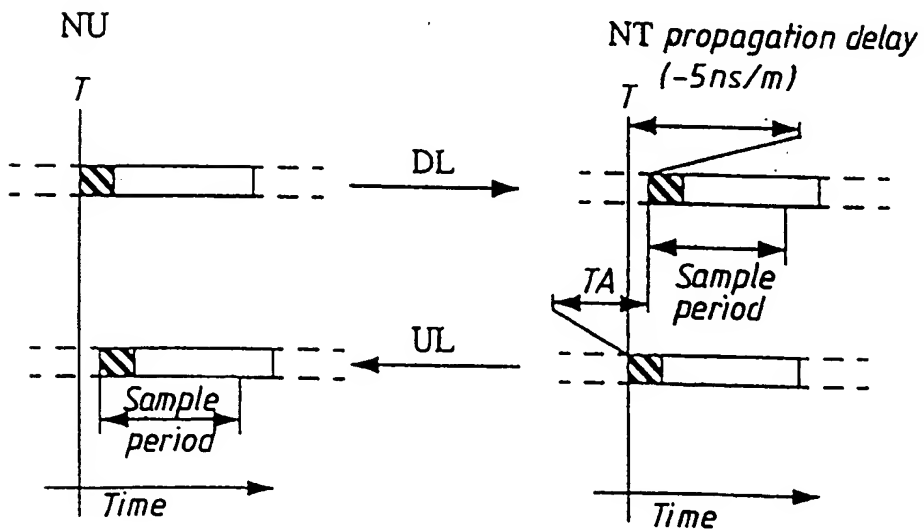 NU
T
NT propagation delay
(-5ns/m)
T
DL
Sample
period
TA
UL
Sample
period
Time
Time